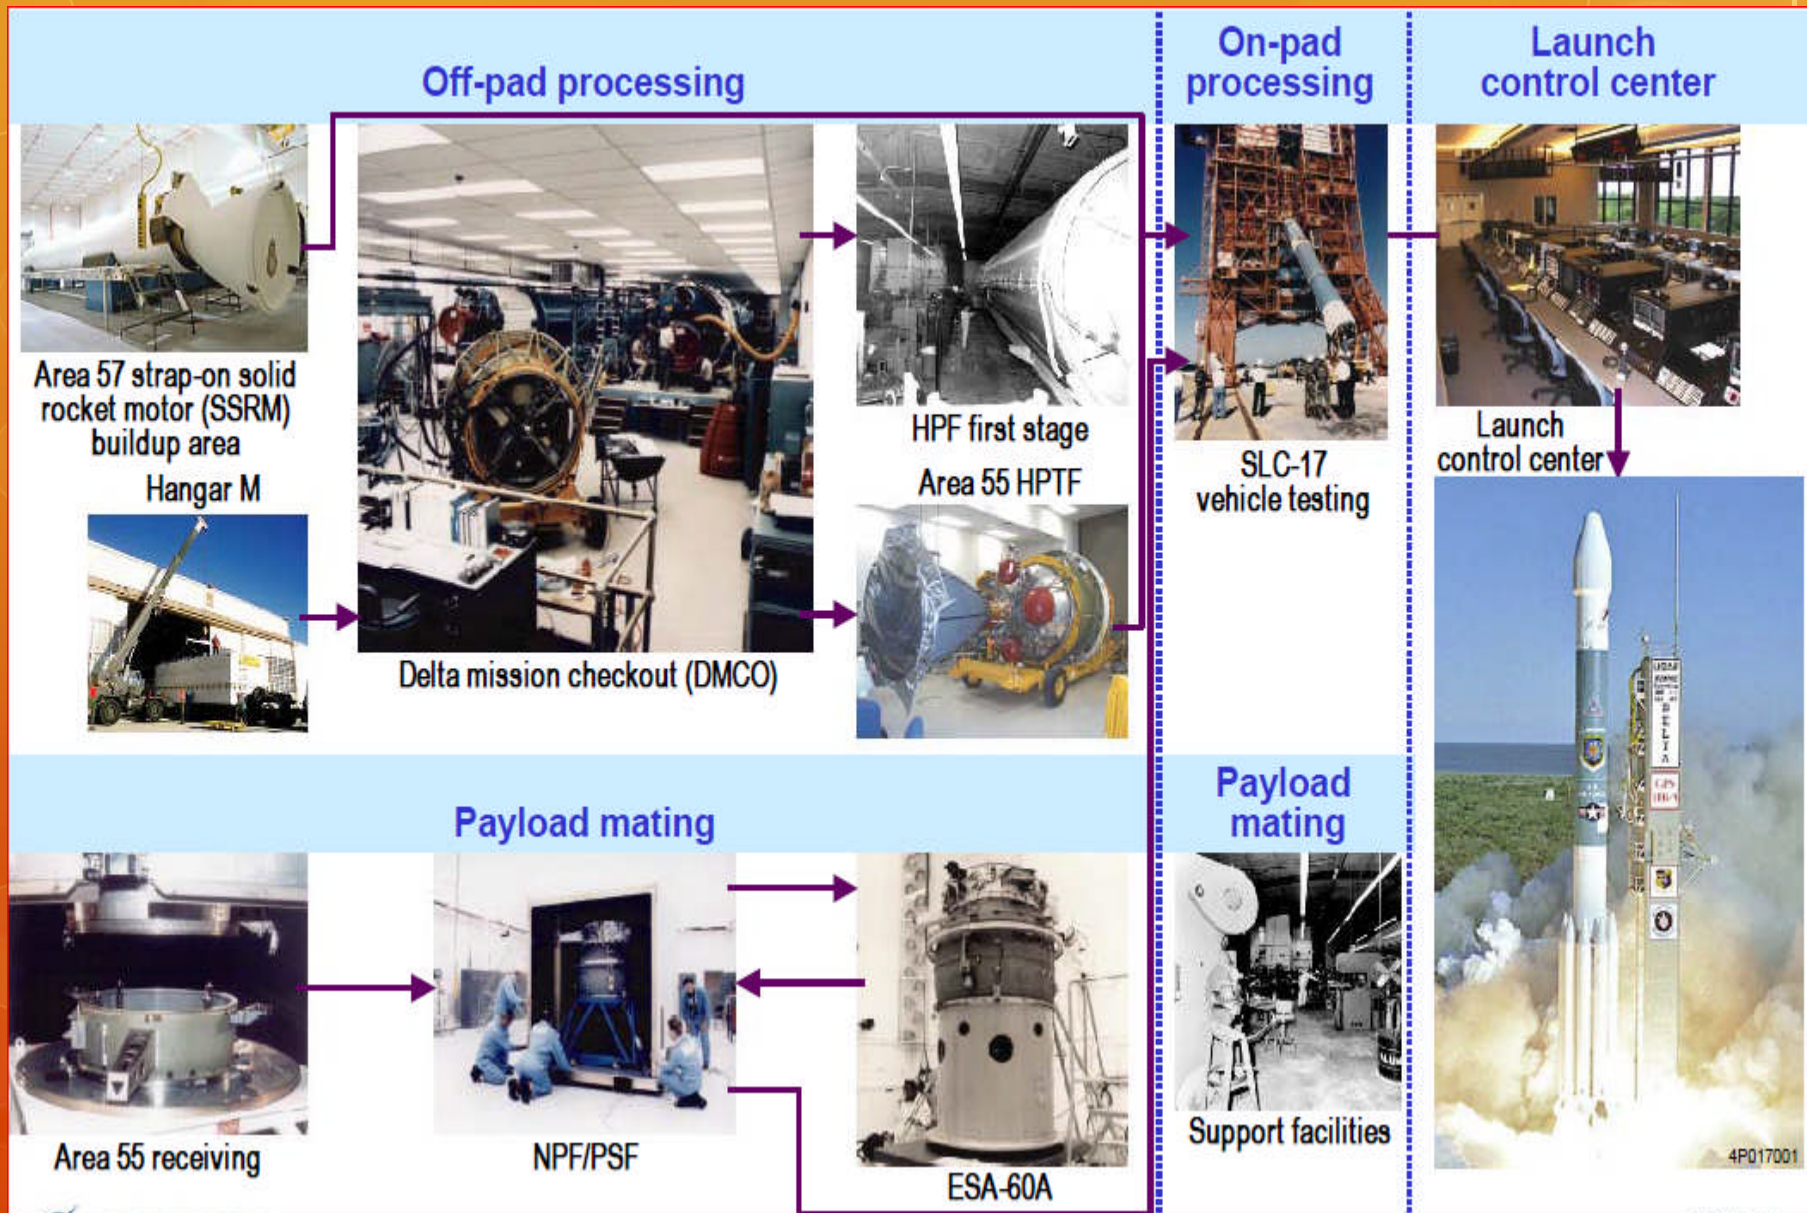 Off-pad processing
On-pad
processing
Launch
control center
Area 57 strap-on solid
rocket motor (SSRM)
buildup area
Hangar M
Delta mission checkout (DMCO)
HPF first stage
Area 55 HPTF
SLC-17
vehicle testing
Launch
control center
Payload mating
Payload
mating
Area 55 receiving
NPF/PSF
ESA-60A
Support facilities
DELTA
4P017001